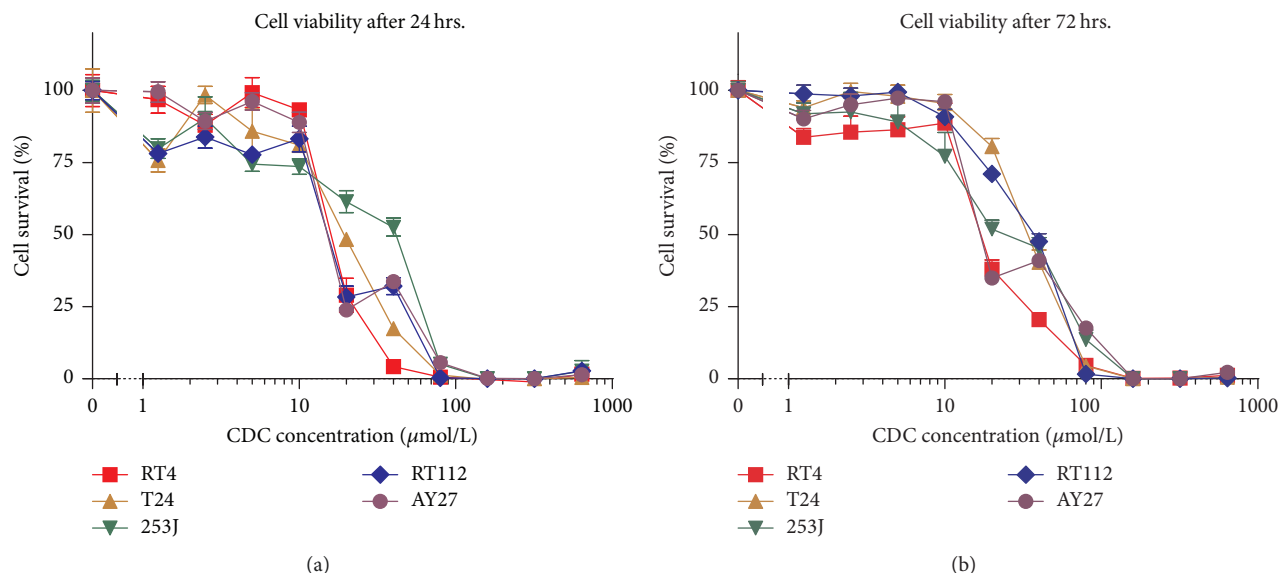 Cell viability after 24 hrs.
100
75
50
25
0
Cell survival (%)
0 1 10 100 1000
CDC concentration (μmol/L)
RT4
T24
253J
RT112
AY27
(a)
Cell viability after 72 hrs.
100
75
50
25
0
Cell survival (%)
0 1 10 100 1000
CDC concentration (μmol/L)
RT4
T24
253J
RT112
AY27
(b)